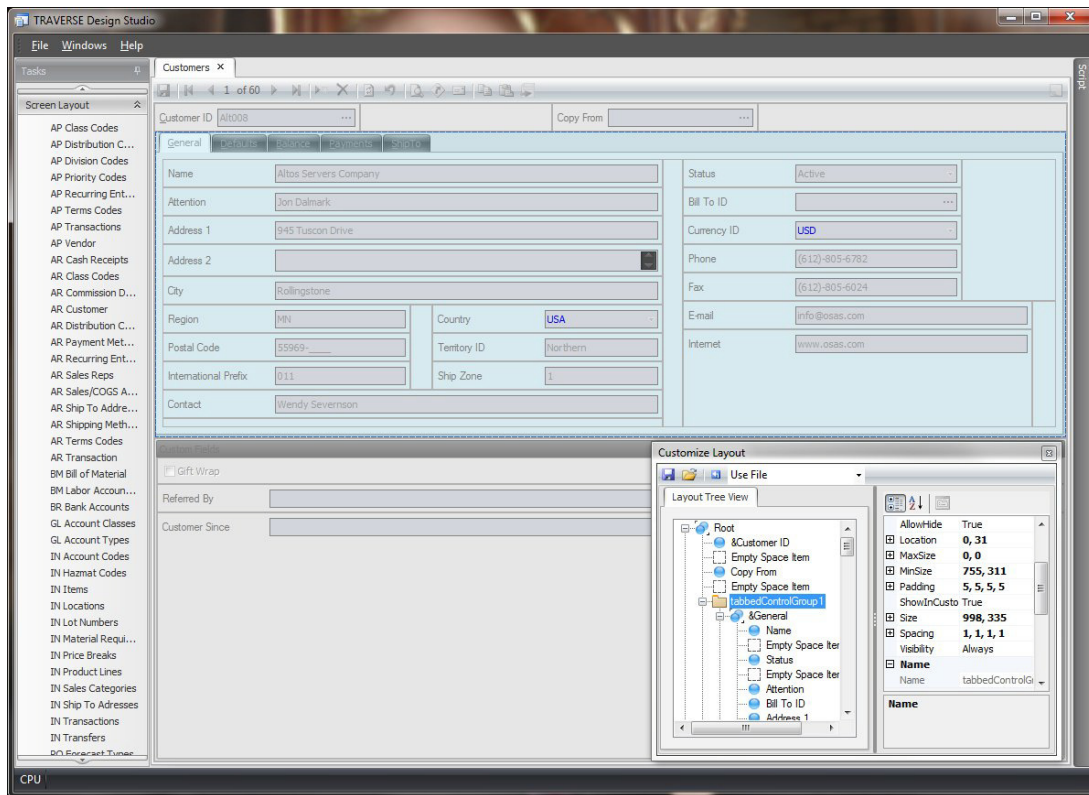 TRAVERSE Design Studio
File Windows Help
Tasks
Customers
Script
1 of 60
Screen Layout
Customer ID Alt008 ... Copy From ...
General Defaults Balance Payments ShipTo
AP Class Codes
AP Distribution C...
AP Division Codes
AP Priority Codes
AP Recurring Ent...
AP Terms Codes
AP Transactions
AP Vendor
AR Cash Receipts
AR Class Codes
AR Commission D...
AR Customer
AR Distribution C...
AR Payment Met...
AR Recurring Ent...
AR Sales Reps
AR Sales/COGS A...
AR Ship To Addre...
AR Shipping Meth...
AR Terms Codes
AR Transaction
BM Bill of Material
BM Labor Accoun...
BR Bank Accounts
GL Account Classes
GL Account Types
IN Account Codes
IN Hazmat Codes
IN Items
IN Locations
IN Lot Numbers
IN Material Requi...
IN Price Breaks
IN Product Lines
IN Sales Categories
IN Ship To Adresses
IN Transactions
IN Transfers
PO Forecast Types
Name Altos Servers Company
Attention Jon Dalmark
Address 1 945 Tuscon Drive
Address 2
City Rollingstone
Region MN Country USA
Postal Code 55969-____ Territory ID Northern
International Prefix 011 Ship Zone 1
Contact Wendy Severnson
Status Active
Bill To ID ...
Currency ID USD
Phone (612)-805-6782
Fax (612)-805-6024
E-mail info@osas.com
Internet www.osas.com
Custom Fields
Gift Wrap
Referred By
Customer Since
Customize Layout
Use File
Layout Tree View
Root
&Customer ID
Empty Space Item
Copy From
Empty Space Item
tabbedControlGroup1
&General
Name
Empty Space Iter
Status
Empty Space Iter
Attention
Bill To ID
Address 1
AllowHide True
Location 0, 31
MaxSize 0, 0
MinSize 755, 311
Padding 5, 5, 5, 5
ShowInCusto True
Size 998, 335
Spacing 1, 1, 1, 1
Visibility Always
Name
Name tabbedControlGr
Name
CPU